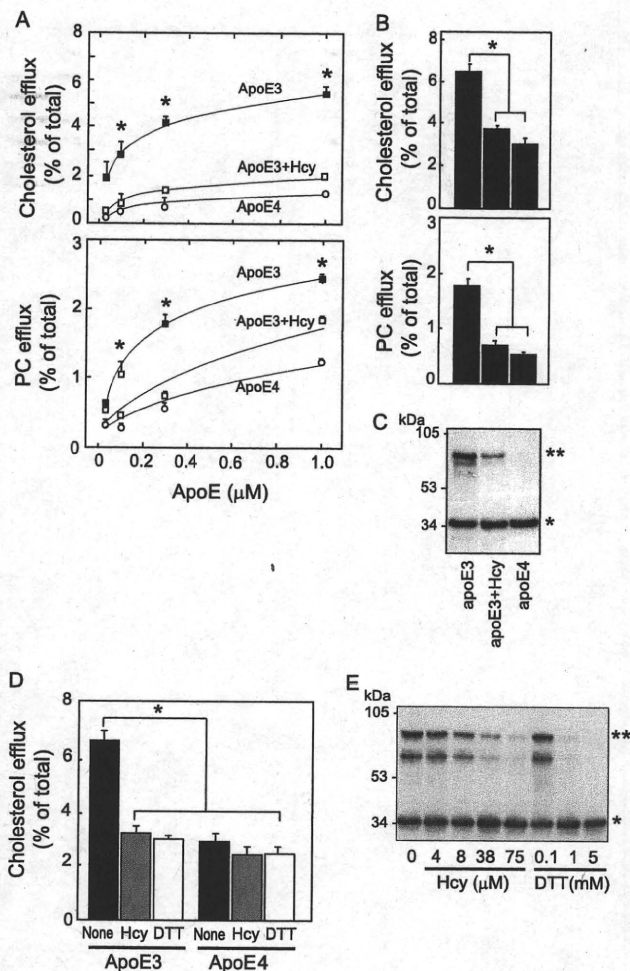 A
Cholesterol efflux
(% of total)
8
6
4
2
0
*
*
*
*
ApoE3
ApoE3+Hcy
ApoE4
PC efflux
(% of total)
3
2
1
0
*
*
*
ApoE3
ApoE3+Hcy
ApoE4
0 0.2 0.4 0.6 0.8 1.0
ApoE (μM)
B
Cholesterol efflux
(% of total)
8
6
4
2
0
*
PC efflux
(% of total)
3
2
1
0
*
C
kDa
105
53
34
**
*
apoE3
apoE3+Hcy
apoE4
D
Cholesterol efflux
(% of total)
8
6
4
2
0
*
None Hcy DTT None Hcy DTT
ApoE3 ApoE4
E
kDa
105
53
34
**
*
0 4 8 38 75 0.1 1 5
Hcy (μM) DTT(mM)